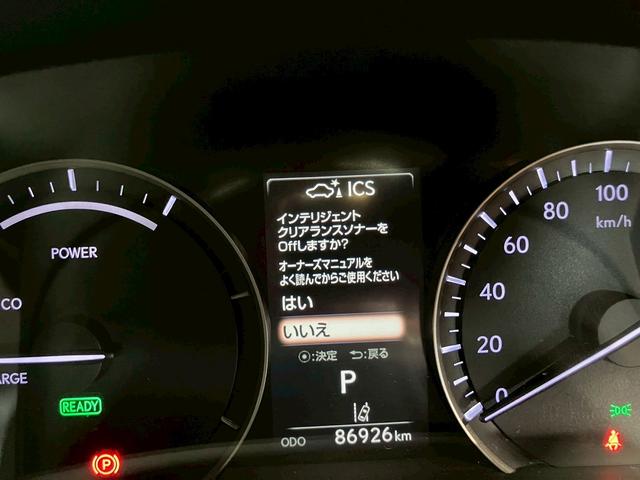 ICS
インテリジェント
クリアランスソナーを
Offしますか?
オーナーズマニュアルを
よく読んでからご使用ください
はい
いいえ
:決定 :戻る
P
ODO 86926km
POWER
CO
ARGE
READY
P
100
km/h
80
60
40
20
0